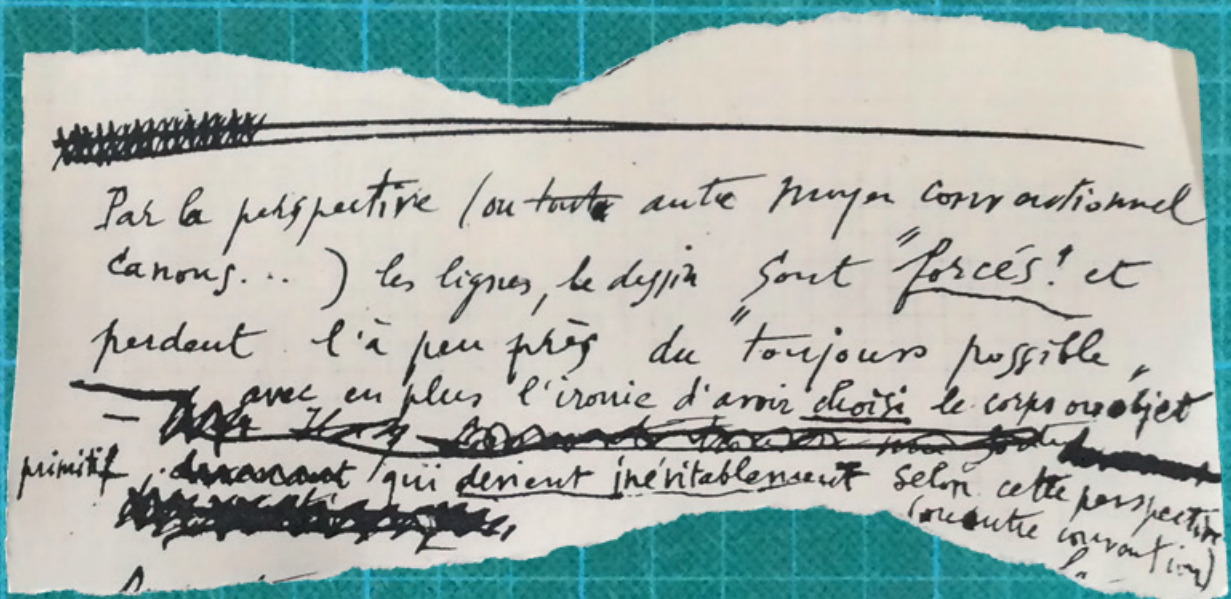 Par la perspective (ou toute autre moyen conventionnel
canons...) les lignes, le dessin sont "forcés" et
perdent l'à peu près du "toujours possible"
avec en plus l'ironie d'avoir choisi le corps ou objet
primitif, qui devient inévitablement selon cette perspective
(ou autre convention)